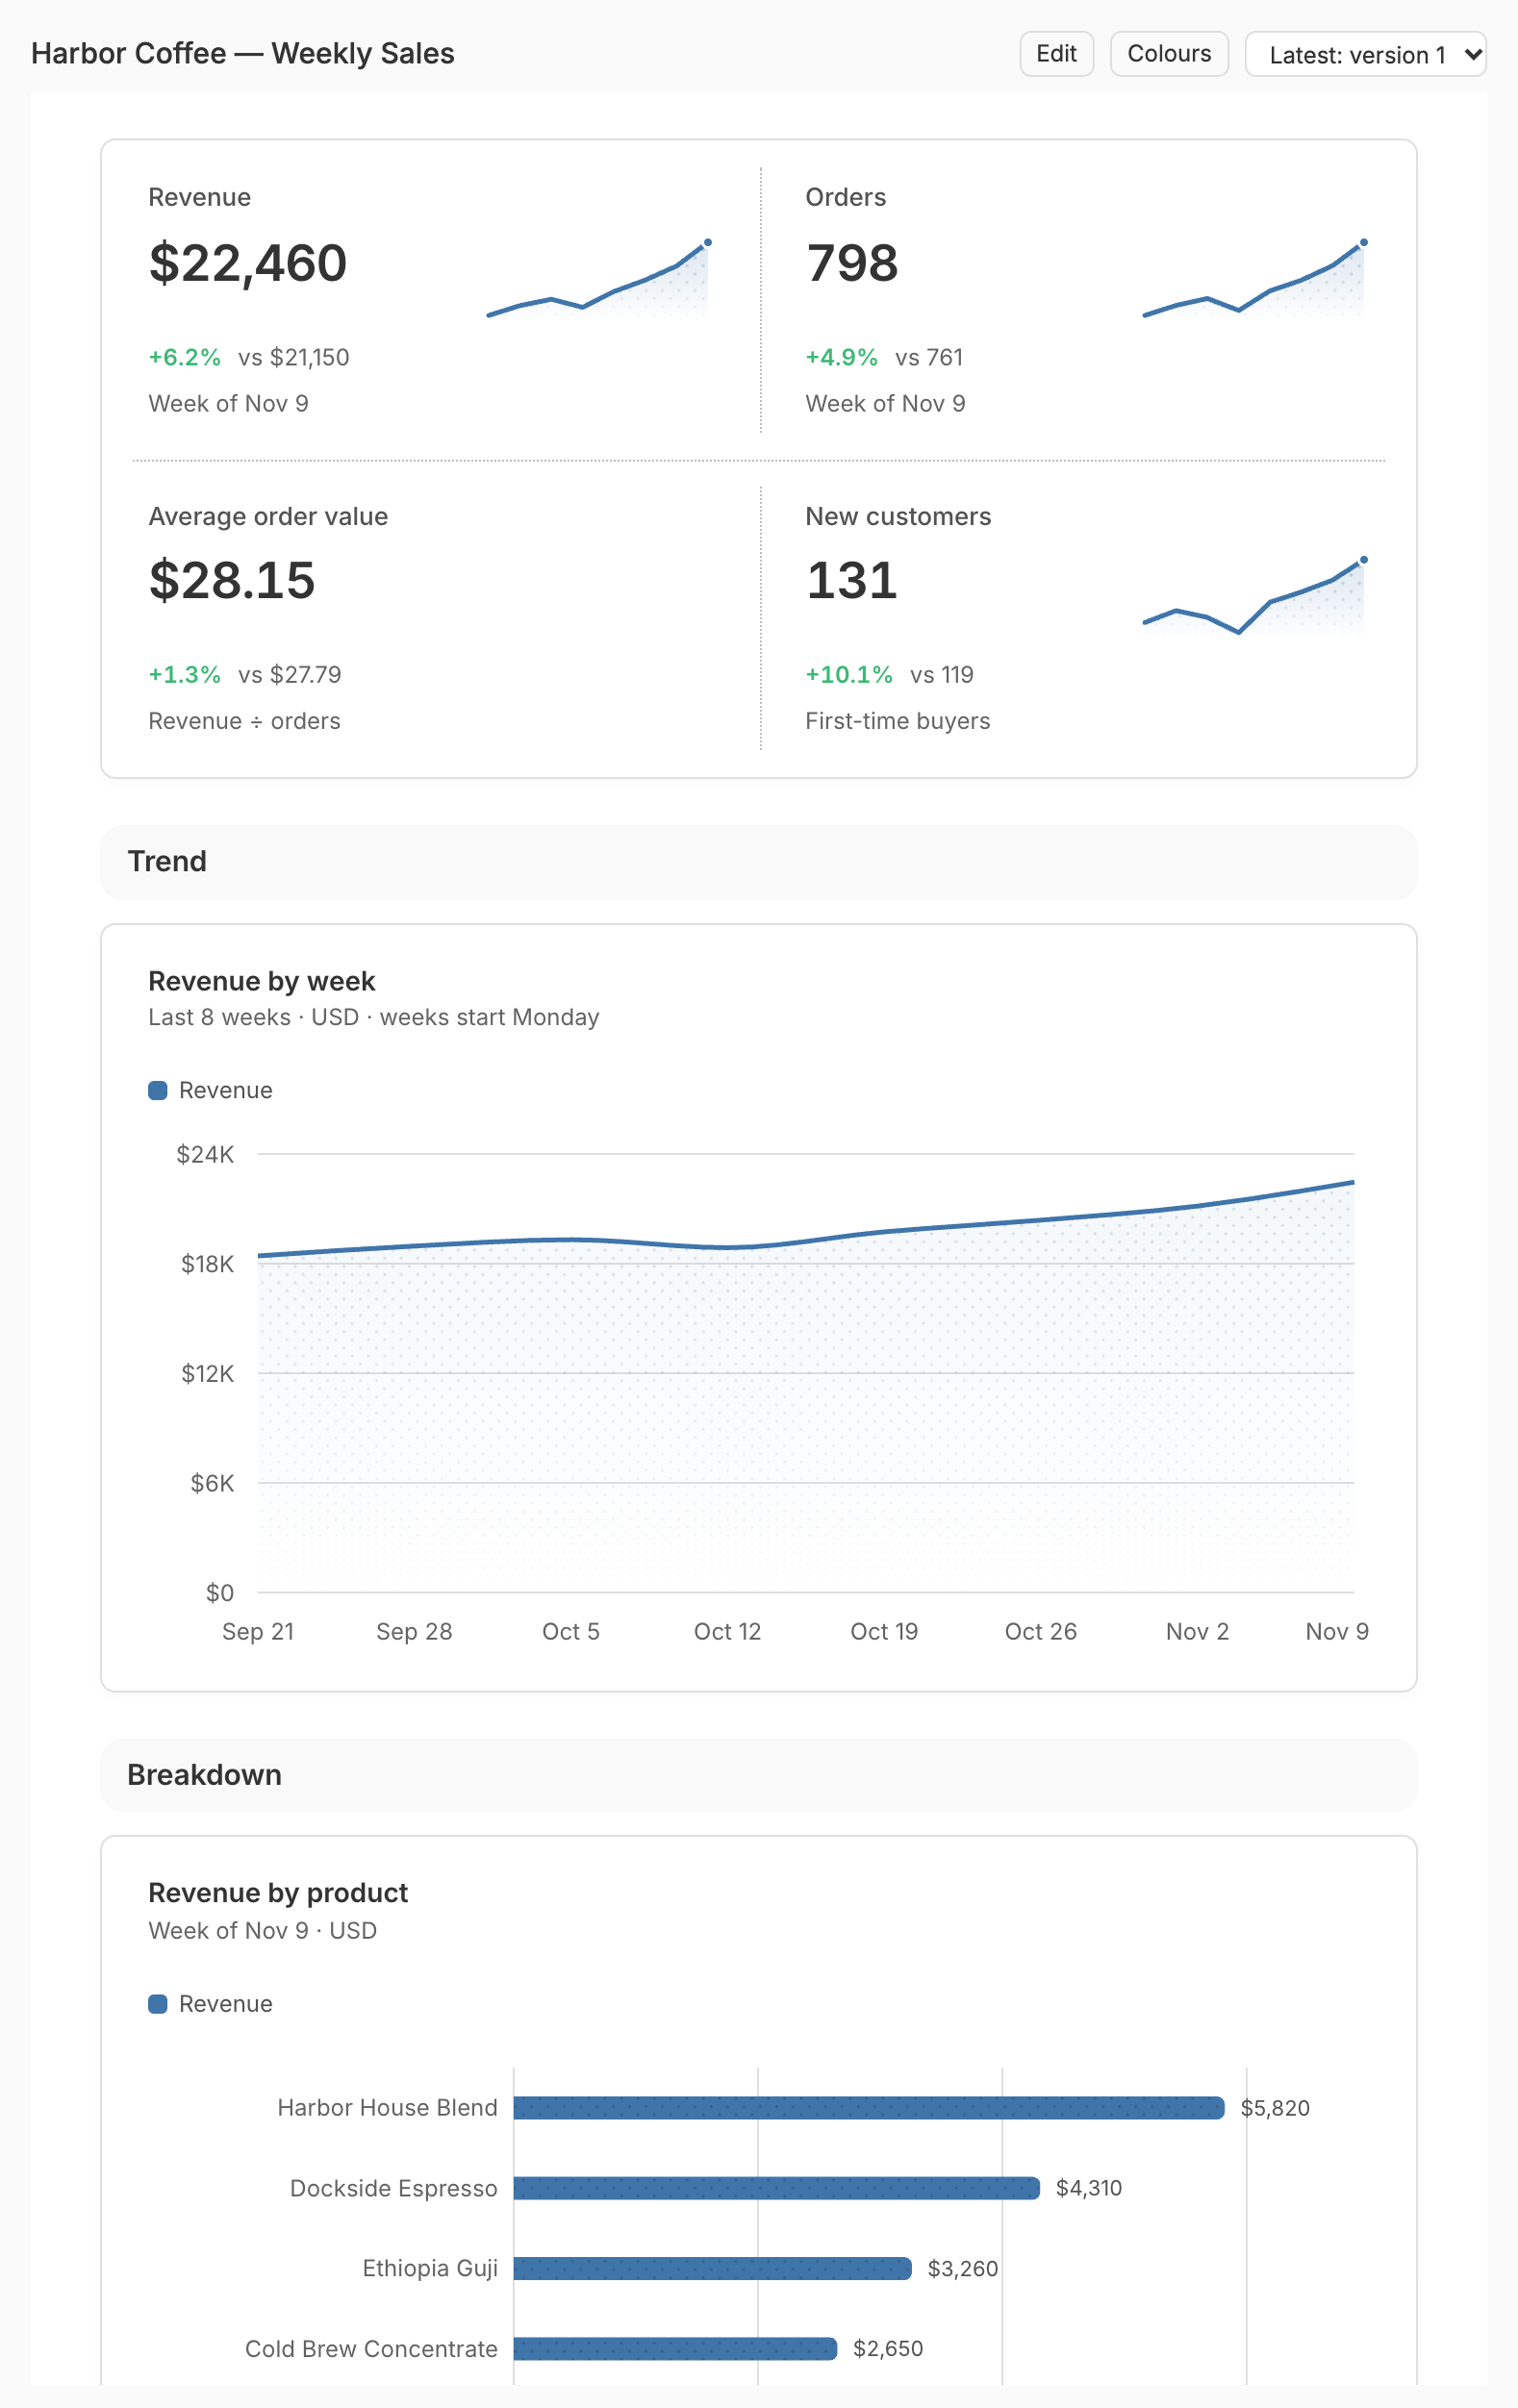 Harbor Coffee — Weekly Sales
Edit
Colours
Latest: version 1
Revenue
$22,460
+6.2% vs $21,150
Week of Nov 9
Orders
798
+4.9% vs 761
Week of Nov 9
Average order value
$28.15
+1.3% vs $27.79
Revenue ÷ orders
New customers
131
+10.1% vs 119
First-time buyers
Trend
Revenue by week
Last 8 weeks · USD · weeks start Monday
Revenue
$24K
$18K
$12K
$6K
$0
Sep 21 Sep 28 Oct 5 Oct 12 Oct 19 Oct 26 Nov 2 Nov 9
Breakdown
Revenue by product
Week of Nov 9 · USD
Revenue
Harbor House Blend $5,820
Dockside Espresso $4,310
Ethiopia Guji $3,260
Cold Brew Concentrate $2,650